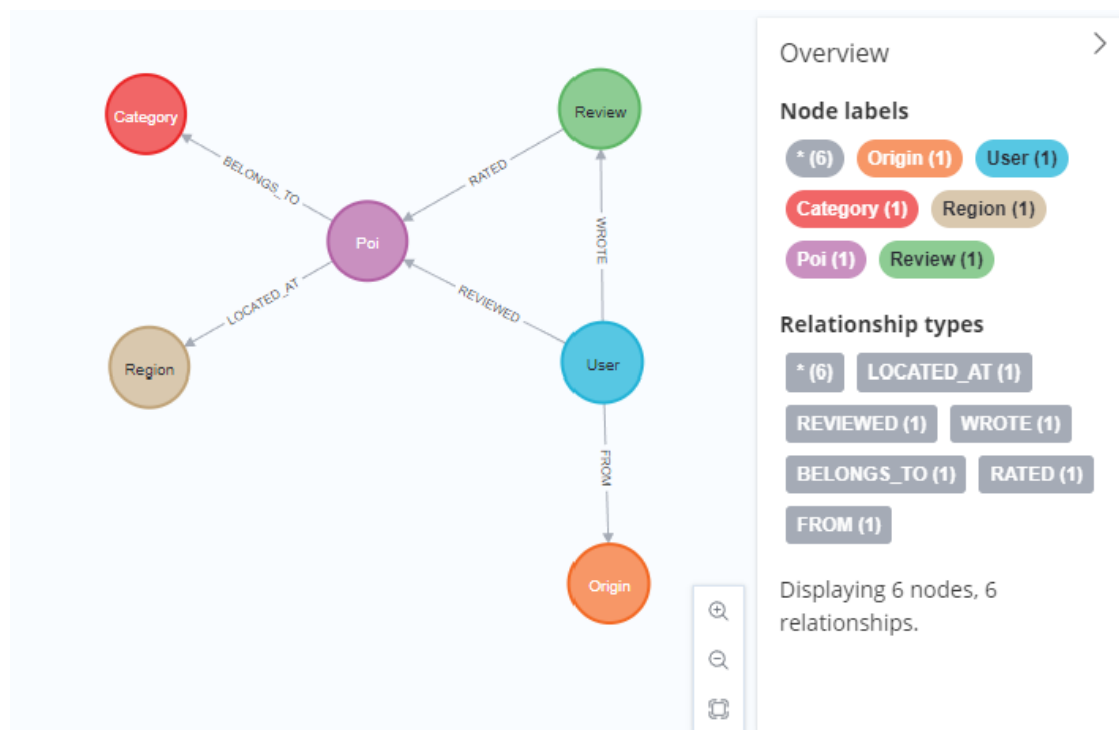 Overview
Category
Review
Node labels
BELONGS_TO
RATED
* (6) Origin (1) User (1)
Category (1) Region (1)
Poi
WROTE
Poi (1) Review (1)
LOCATED_AT
REVIEWED
Relationship types
Region
User
* (6) LOCATED_AT (1)
REVIEWED (1) WROTE (1)
FROM
BELONGS_TO (1) RATED (1)
FROM (1)
Origin
Displaying 6 nodes, 6
relationships.